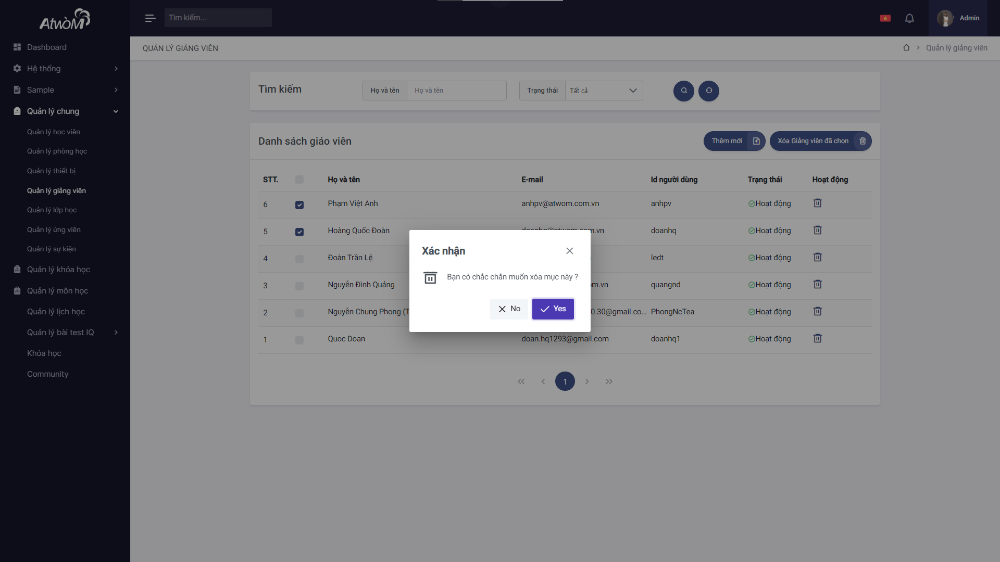 AtwoM
Tìm kiếm...
Admin
Dashboard
Hệ thống
Sample
Quản lý chung
Quản lý học viên
Quản lý phòng học
Quản lý thiết bị
Quản lý giảng viên
Quản lý lớp học
Quản lý ứng viên
Quản lý sự kiện
Quản lý khóa học
Quản lý môn học
Quản lý lịch học
Quản lý bài test IQ
Khóa học
Community
QUẢN LÝ GIẢNG VIÊN
Quản lý giảng viên
Tìm kiếm
Họ và tên Họ và tên
Trạng thái Tất cả
Danh sách giáo viên
Thêm mới
Xóa Giảng viên đã chọn
STT. Họ và tên E-mail Id người dùng Trạng thái Hoạt động
6 Phạm Việt Anh anhpv@atwom.com.vn anhpv Hoạt động
5 Hoàng Quốc Đoàn doanhq@atwom.com.vn doanhq Hoạt động
4 Đoàn Trần Lệ ledt Hoạt động
3 Nguyễn Đình Quảng om.vn quangnd Hoạt động
2 Nguyễn Chung Phong (T 0.30@gmail.co... PhongNcTea Hoạt động
1 Quoc Doan doan.hq1293@gmail.com doanhq1 Hoạt động
1
Xác nhận
Bạn có chắc chắn muốn xóa mục này ?
No
Yes